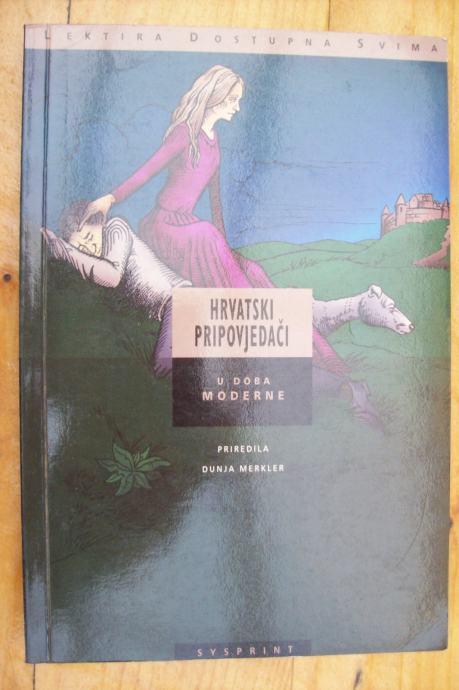 LEKTIRA DOSTUPNA SVIMA
HRVATSKI
PRIPOVJEDAČI
U DOBA
MODERNE
PRIREDILA
DUNJA MERKLER
SYSPRINT